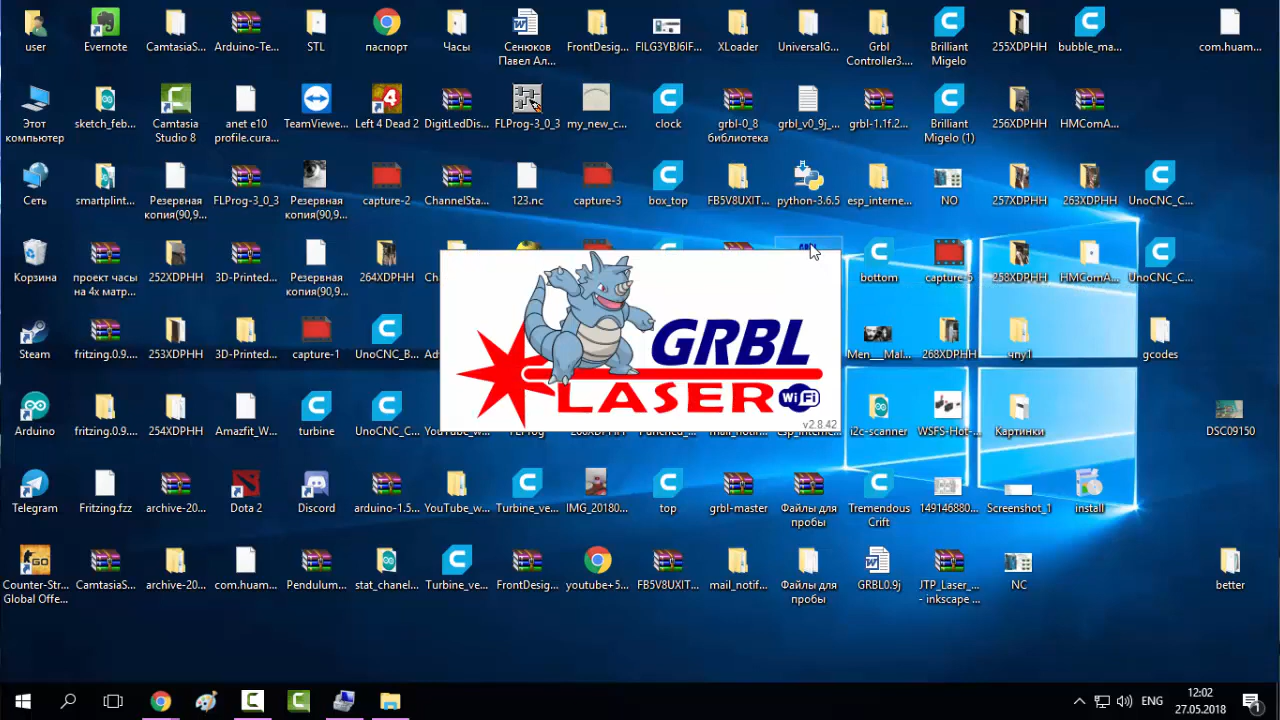 user
Evernote
CamtasiaS...
Arduino-Te...
STL
паспорт
Часы
Сенюков
Павел Ал...
FrontDesig...
FILG3YBJ6IF...
XLoader
UniversalG...
Grbl
Controller3....
Brilliant
Migelo
255XDPHH
bubble_ma...
com.huam...
Этот
компьютер
sketch_feb...
Camtasia
Studio 8
anet e10
profile.cura...
TeamViewe...
Left 4 Dead 2
DigitLedDis...
FLProg-3_0_3
my_new_c...
clock
grbl-0_8
библиотека
grbl_v0_9j_...
grbl-1.1f.2...
Brilliant
Migelo (1)
256XDPHH
HMComA...
Сеть
smartplint...
Резервная
копия(90,9...
FLProg-3_0_3
Резервная
копия(90,9...
capture-2
ChannelSta...
123.nc
capture-3
box_top
FB5V8UXIT...
python-3.6.5
esp_interne...
NO
257XDPHH
263XDPHH
UnoCNC_C...
Корзина
проект часы
на 4х матр...
252XDPHH
3D-Printed...
Резервная
копия(90,9...
264XDPHH
bottom
capture-5
258XDPHH
HMComA...
UnoCNC_C...
Steam
fritzing.0.9...
253XDPHH
3D-Printed...
capture-1
UnoCNC_B...
GRBL
LASER
WiFi
v2.8.42
Men___Mal...
268XDPHH
чпу1
gcodes
Arduino
fritzing.0.9...
254XDPHH
Amazfit_W...
turbine
UnoCNC_C...
i2c-scanner
WSFS-Hot-...
Картинки
DSC09150
Telegram
Fritzing.fzz
archive-20...
Dota 2
Discord
arduino-1.5...
YouTube_w...
Turbine_ve...
IMG_20180...
top
grbl-master
Файлы для
пробы
Tremendous
Crift
149146880...
Screenshot_1
install
Counter-Str...
Global Offe...
CamtasiaS...
archive-20...
com.huam...
Pendulum...
stat_chanel...
Turbine_ve...
FrontDesig...
youtube+5...
FB5V8UXIT...
mail_notif...
Файлы для
пробы
GRBL0.9j
JTP_Laser_...
- inkscape ...
NC
better
ENG
12:02
27.05.2018
1